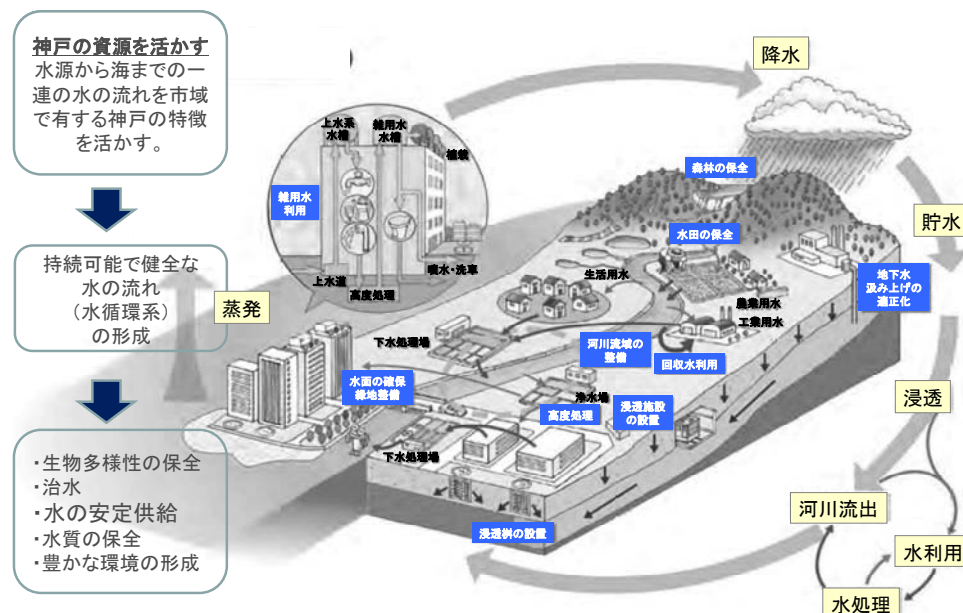 神戸の資源を活かす
水源から海までの一
連の水の流れを市域
で有する神戸の特徴
を活かす。
持続可能で健全な
水の流れ
（水循環系）
の形成
・生物多様性の保全
・治水
・水の安定供給
・水質の保全
・豊かな環境の形成
降水
貯水
浸透
河川流出
水利用
水処理
蒸発
上水系
水槽
雑用水
水槽
植栽
雑用水
利用
上水道
高度処理
噴水・洗車
森林の保全
水田の保全
地下水
汲み上げの
適正化
生活用水
農業用水
工業用水
下水処理場
河川流域の
整備
回収水利用
水面の確保
緑地整備
浄水場
高度処理
浸透施設
の設置
下水処理場
浸透桝の設置